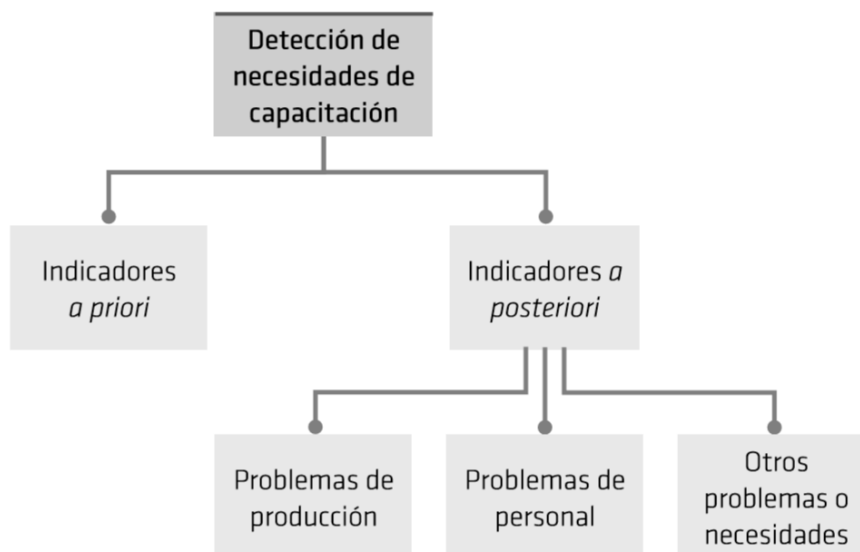 Detección de
necesidades de
capacitación
Indicadores
a priori
Indicadores a
posteriori
Problemas de
producción
Problemas de
personal
Otros
problemas o
necesidades